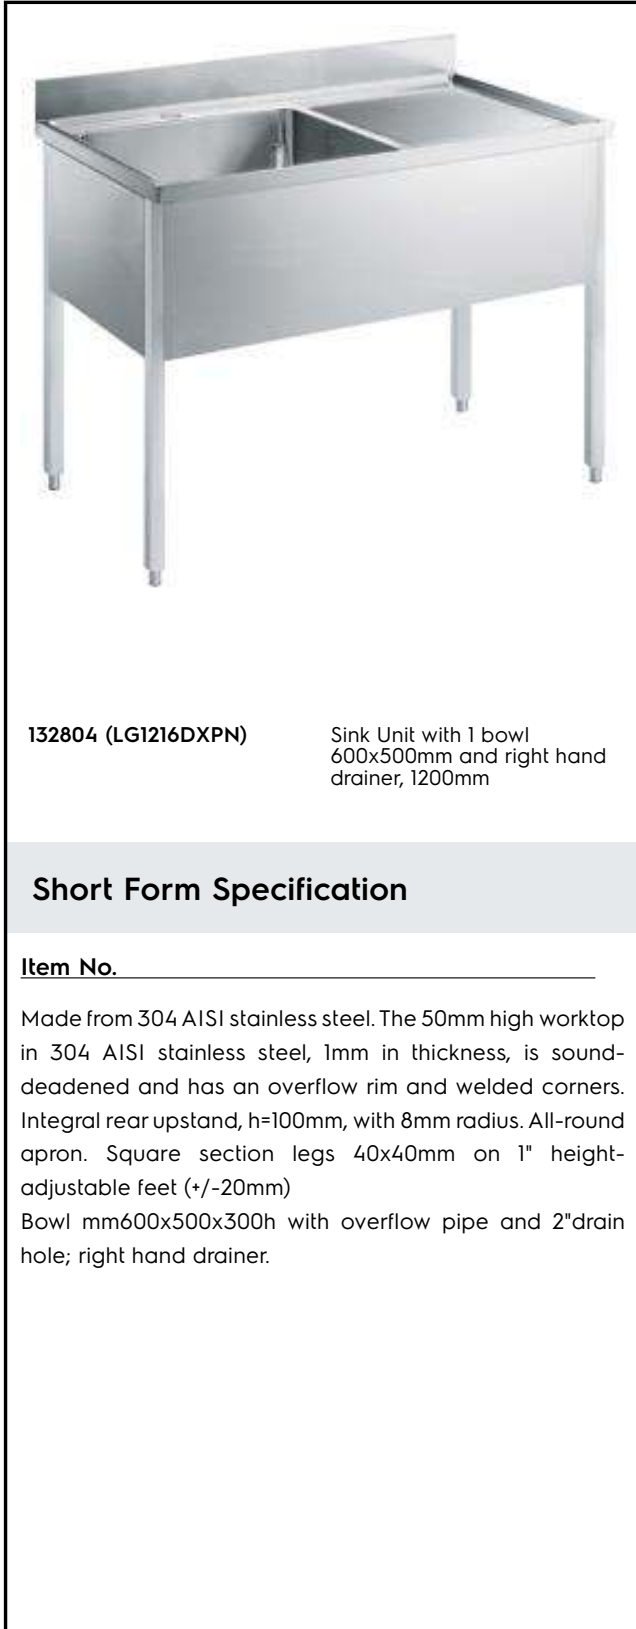 132804 (LG1216DXPN)
Sink Unit with 1 bowl
600x500mm and right hand
drainer, 1200mm
Short Form Specification
Item No.
Made from 304 AISI stainless steel. The 50mm high worktop
in 304 AISI stainless steel, 1mm in thickness, is sound-
deadened and has an overflow rim and welded corners.
Integral rear upstand, h=100mm, with 8mm radius. All-round
apron. Square section legs 40x40mm on 1" height-
adjustable feet (+/-20mm)
Bowl mm600x500x300h with overflow pipe and 2"drain
hole; right hand drainer.